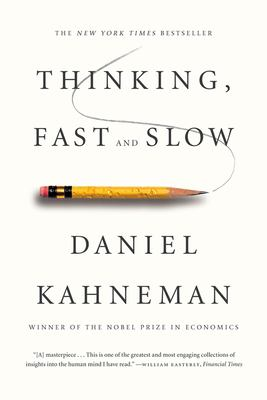 THE NEW YORK TIMES BESTSELLER
THINKING,
FAST AND SLOW
DANIEL
KAHNEMAN
WINNER OF THE NOBEL PRIZE IN ECONOMICS
"[A] masterpiece . . . This is one of the greatest and most engaging collections of
insights into the human mind I have read." —WILLIAM EASTERLY, Financial Times